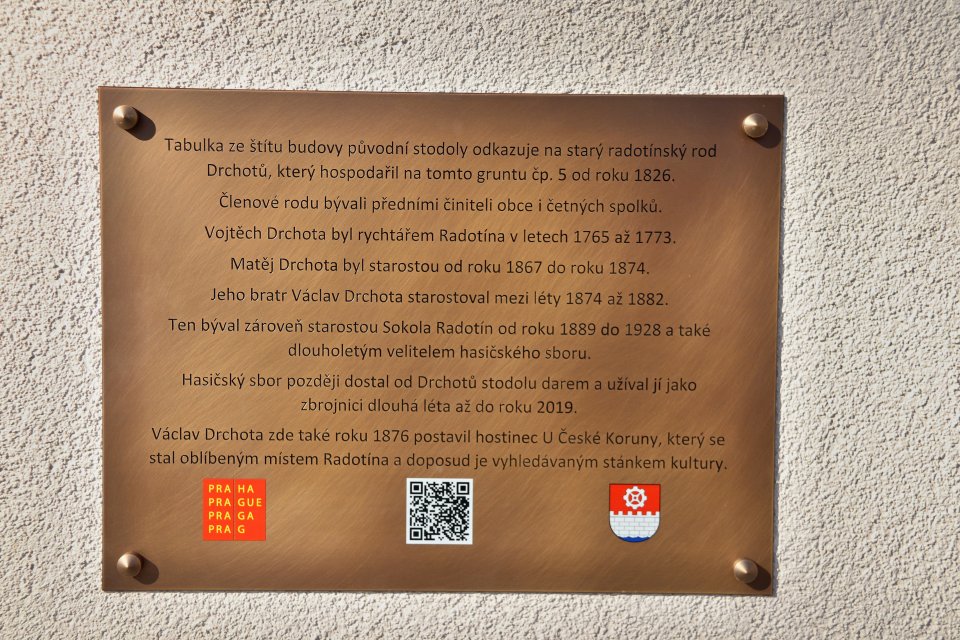 Tabulka ze štítu budovy původní stodoly odkazuje na starý radotínský rod
Drchotů, který hospodařil na tomto gruntu čp. 5 od roku 1826.
Členové rodu bývali předními činiteli obce i četných spolků.
Vojtěch Drchota byl rychtářem Radotína v letech 1765 až 1773.
Matěj Drchota byl starostou od roku 1867 do roku 1874.
Jeho bratr Václav Drchota starostoval mezi léty 1874 až 1882.
Ten býval zároveň starostou Sokola Radotín od roku 1889 do 1928 a také
dlouholetým velitelem hasičského sboru.
Hasičský sbor později dostal od Drchotů stodolu darem a užíval jí jako
zbrojnici dlouhá léta až do roku 2019.
Václav Drchota zde také roku 1876 postavil hostinec U České Koruny, který se
stal oblíbeným místem Radotína a doposud je vyhledávaným stánkem kultury.
PRA HA
PRA GUE
PRA GA
PRA G